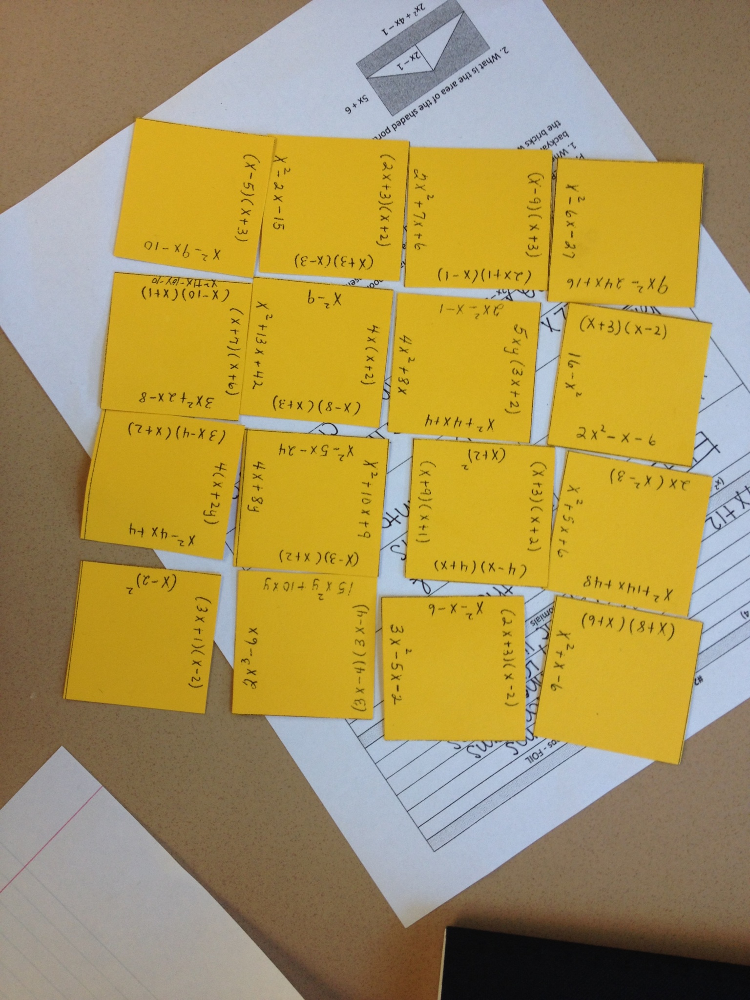 2x² + 4x - 1
2x - 1
5x + 6
2. What is the area of the shaded
(x-5)(x+3)
x²-9x-10
x²-2x-15
(2x+3)(x+2)
(x+3)(x-3)
2x²+7x+6
(x-9)(x+3)
(2x+1)(x-1)
x²-6x-27
9x²-24x+16
(x-10)(x+1)
(x+7)(x+6)
3x²+2x-8
x²-9
x²+13x+42
4x(x+2)
(x-8)(x+3)
2x²-x-1
4x²+8x
5xy(3x+2)
x²+4x+4
(x+3)(x-2)
16-x²
2x²-x-6
(3x-4)(x+2)
4(x+2y)
x²-4x+4
x²-5x-24
4x+8y
x²+10x+9
(x-3)(x+2)
(x+2)²
(x+9)(x+1)
(x+3)(x+2)
(4-x)(4+x)
2x(x²-3)
x²+5x+6
x²+14x+48
(x-2)²
(3x+1)(x-2)
15x²y+10xy
2x³-6x
(3x-4)(3x-4)
x²-x-6
3x²-5x-2
(2x+3)(x-2)
(x+8)(x+6)
x²+x-6
- FOIL